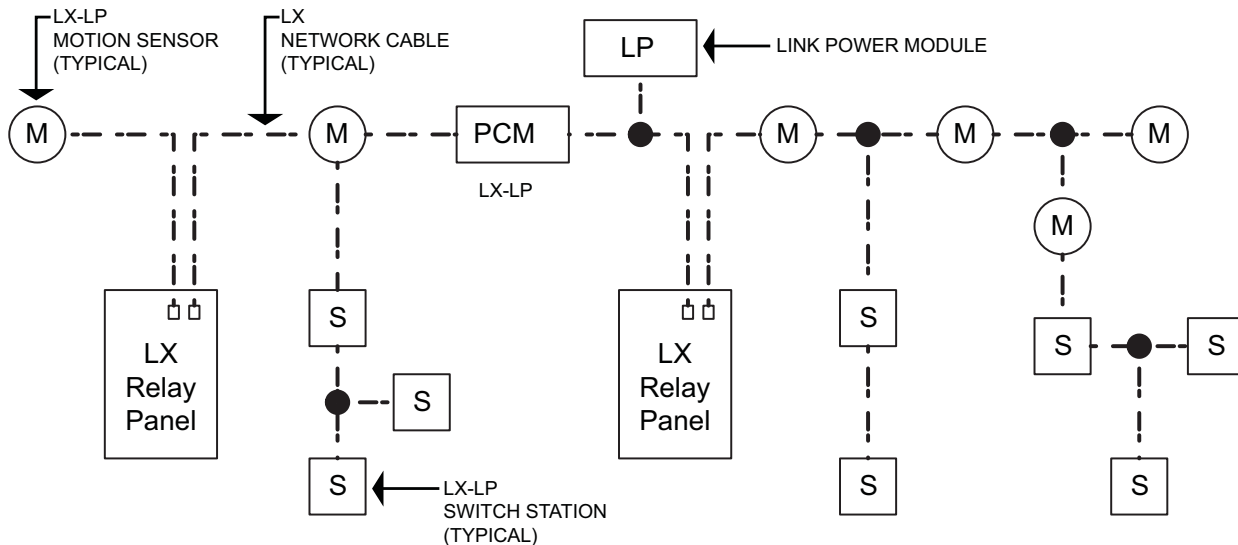 LX-LP
MOTION SENSOR
(TYPICAL)
LX
NETWORK CABLE
(TYPICAL)
LP
LINK POWER MODULE
M
M
PCM
M
M
M
LX-LP
M
LX
Relay
Panel
S
S
S
LX-LP
SWITCH STATION
(TYPICAL)
LX
Relay
Panel
S
S
S
S
S